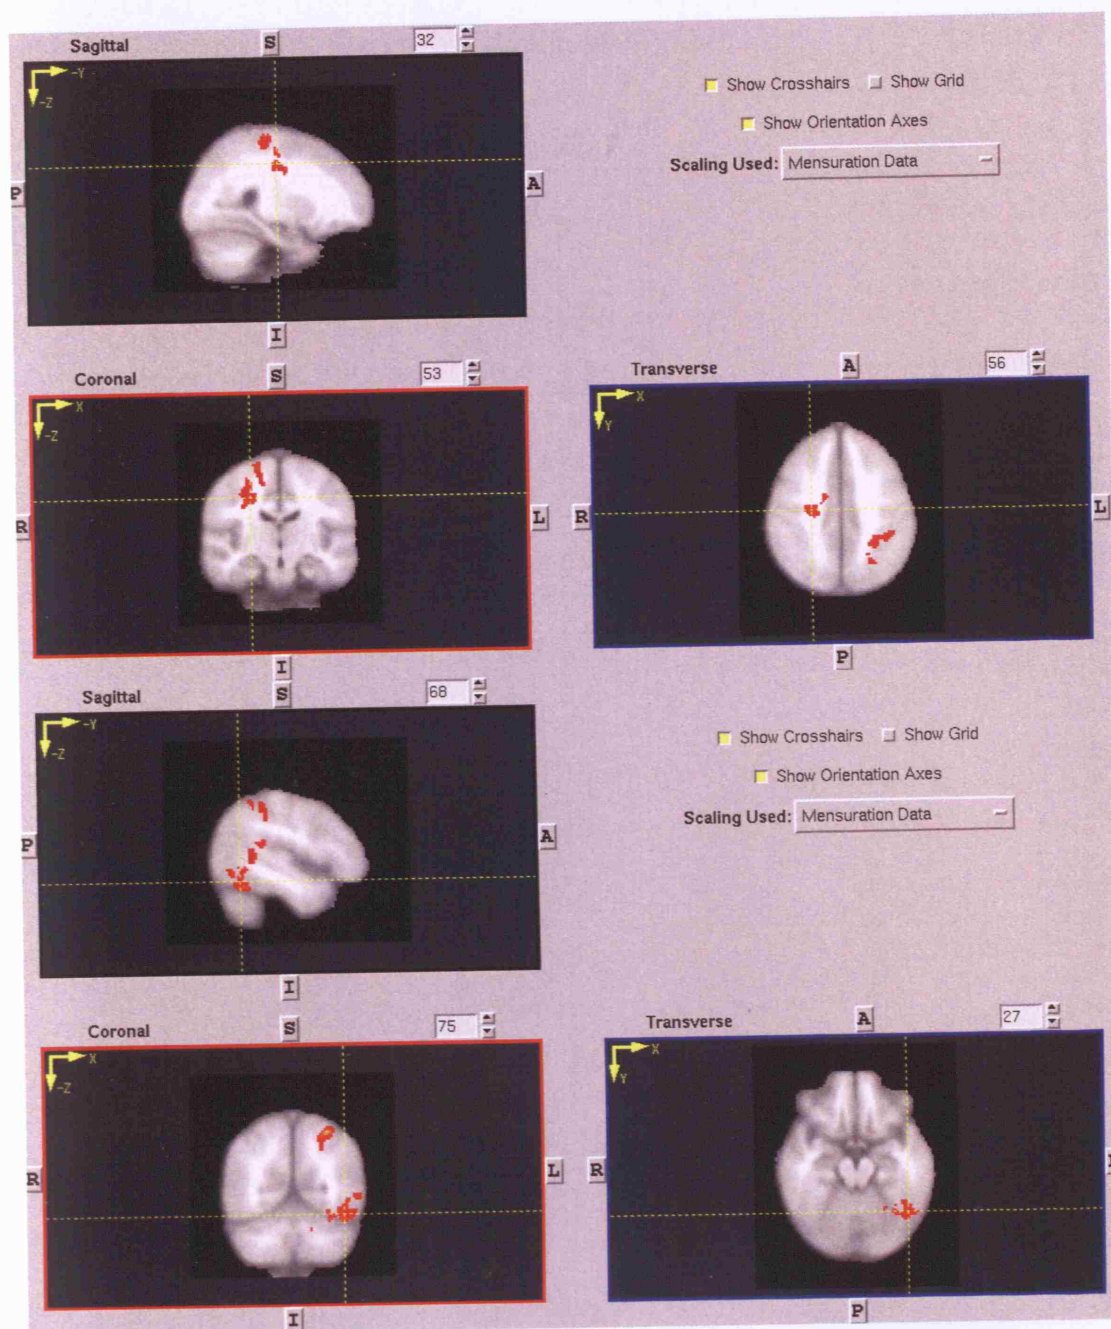 Sagittal S 32
-Y
-Z
P
A
I
Show Crosshairs Show Grid
Show Orientation Axes
Scaling Used: Mensuration Data
Coronal S 53
X
-Z
R
L
I
Transverse A 56
X
Y
R
L
P
Sagittal S 68
-Y
-Z
P
A
I
Show Crosshairs Show Grid
Show Orientation Axes
Scaling Used: Mensuration Data
Coronal S 75
X
-Z
R
L
I
Transverse A 27
X
Y
R
P